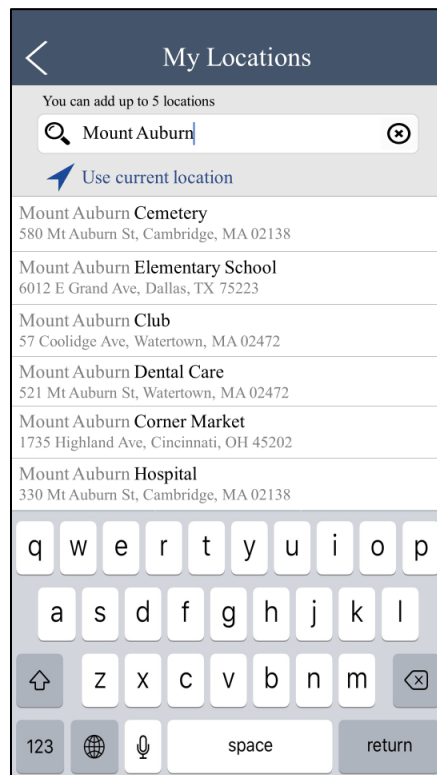 My Locations
You can add up to 5 locations
Mount Auburn
Use current location
Mount Auburn Cemetery
580 Mt Auburn St, Cambridge, MA 02138
Mount Auburn Elementary School
6012 E Grand Ave, Dallas, TX 75223
Mount Auburn Club
57 Coolidge Ave, Watertown, MA 02472
Mount Auburn Dental Care
521 Mt Auburn St, Watertown, MA 02472
Mount Auburn Corner Market
1735 Highland Ave, Cincinnati, OH 45202
Mount Auburn Hospital
330 Mt Auburn St, Cambridge, MA 02138
q w e r t y u i o p
a s d f g h j k l
z x c v b n m
123 space return